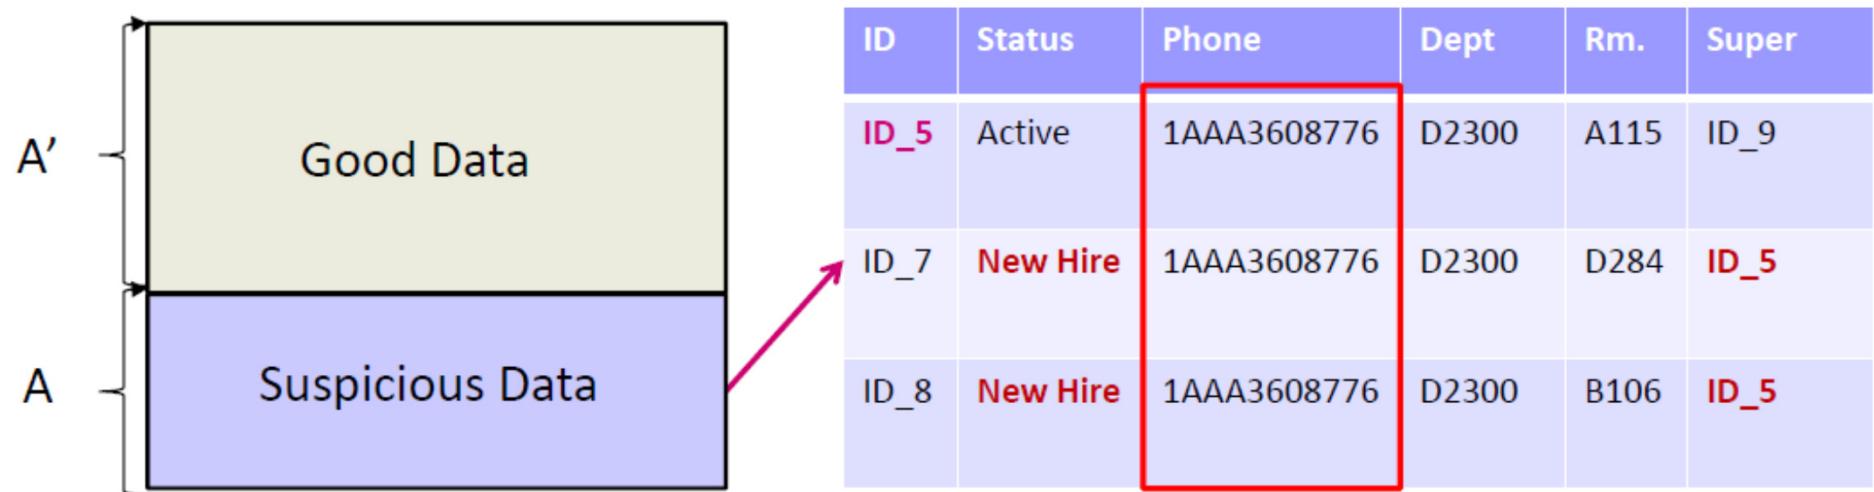 A’
Good Data
A
Suspicious Data
ID Status Phone Dept Rm. Super
ID_5 Active 1AAA3608776 D2300 A115 ID_9
ID_7 New Hire 1AAA3608776 D2300 D284 ID_5
ID_8 New Hire 1AAA3608776 D2300 B106 ID_5